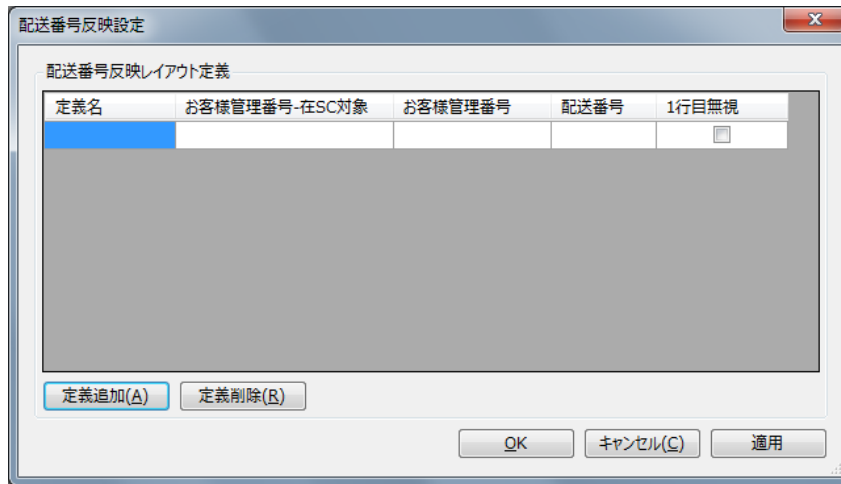 配送番号反映設定
配送番号反映レイアウト定義
定義名 お客様管理番号-在SC対象 お客様管理番号 配送番号 1行目無視
定義追加(A) 定義削除(R)
OK キャンセル(C) 適用